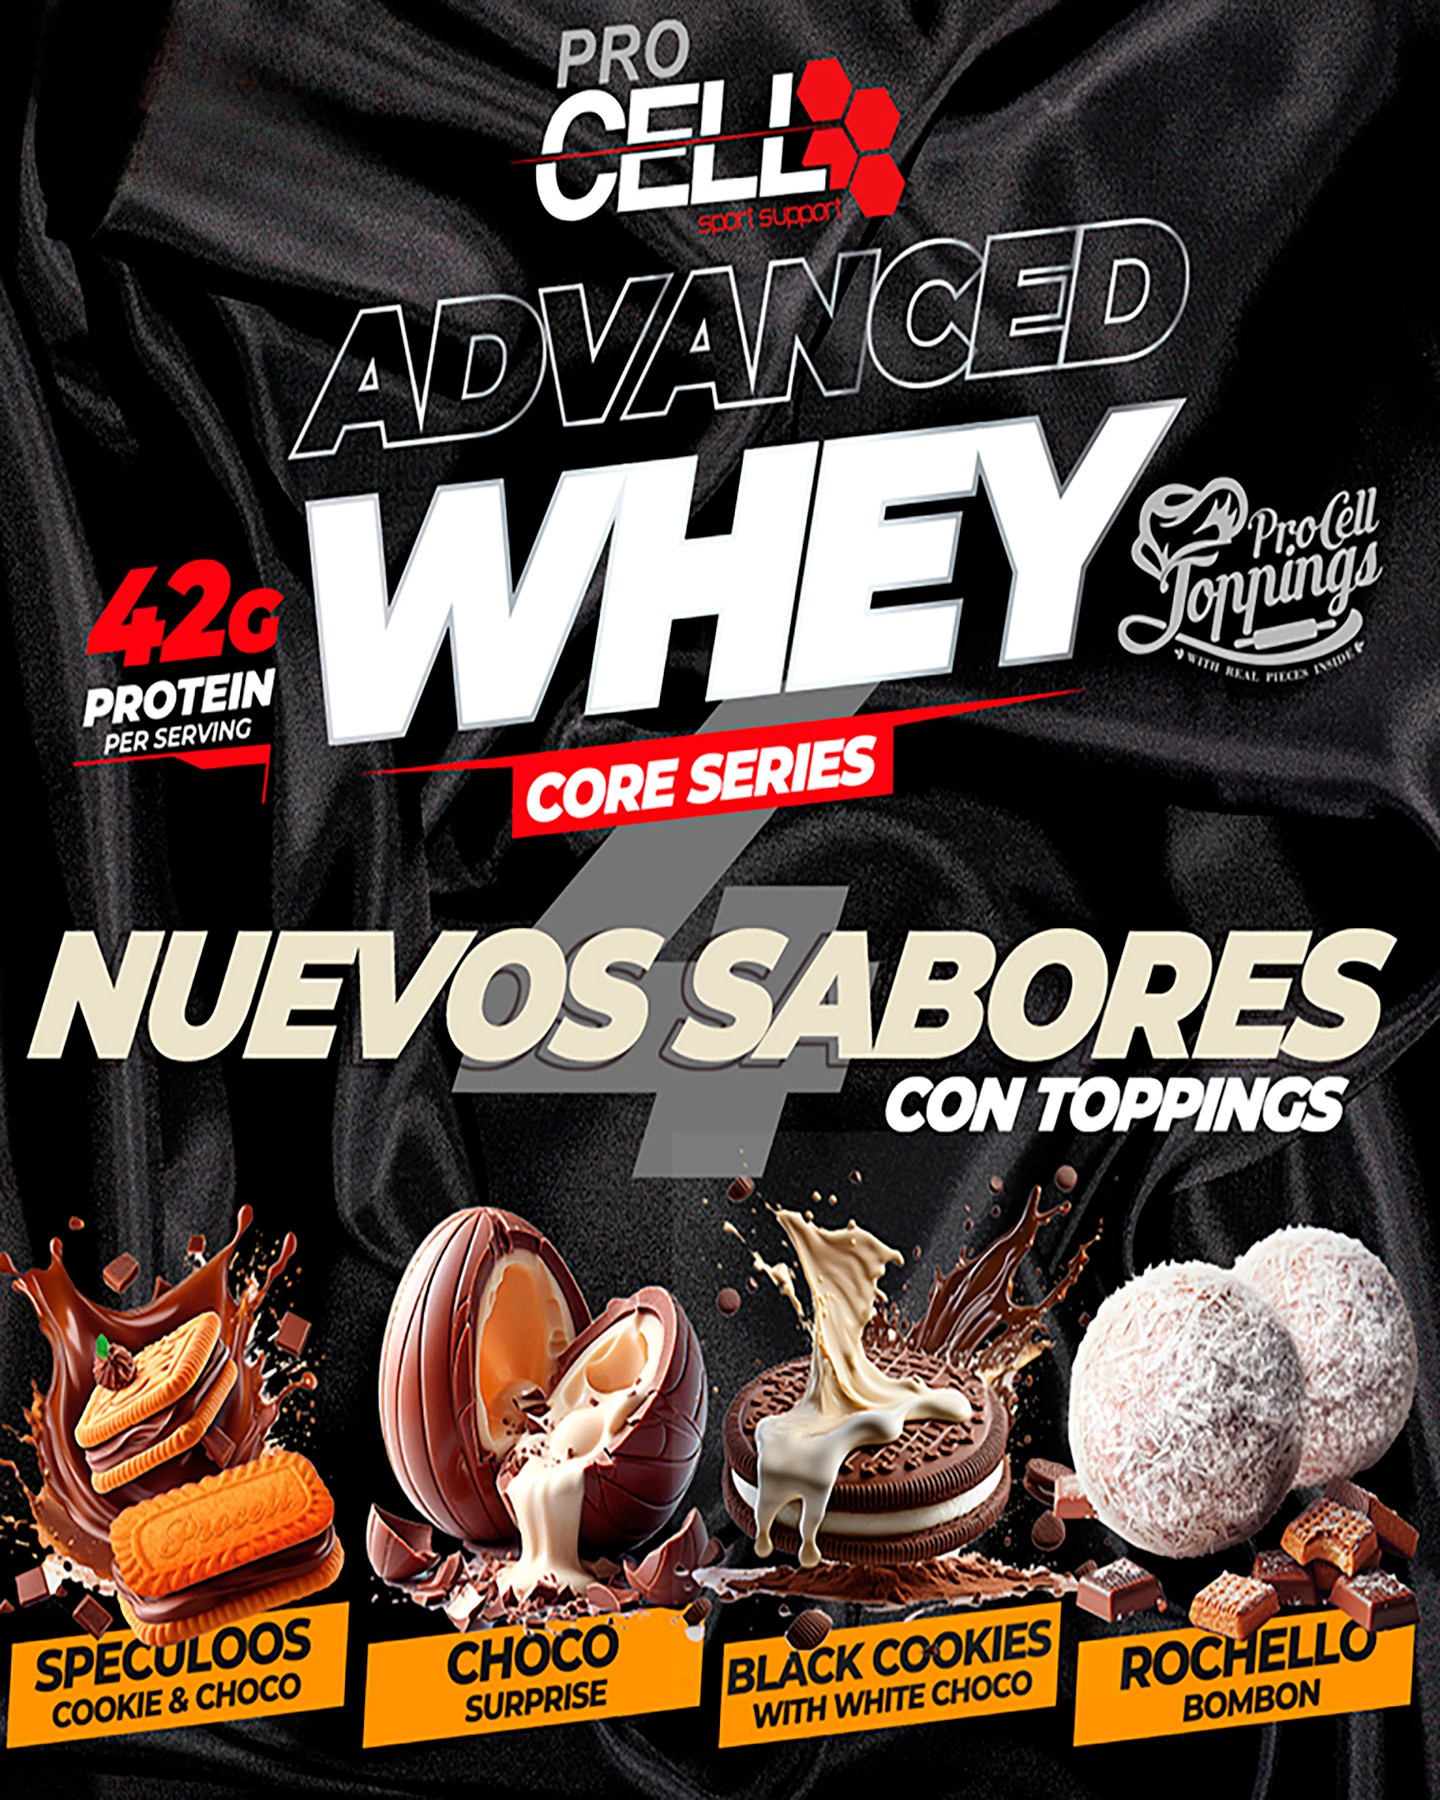 PRO
CELL
sport support
ADVANCED
WHEY
42G
PROTEIN
PER SERVING
ProCell
Toppings
WITH REAL PIECES INSIDE
CORE SERIES
4
NUEVOS SABORES
CON TOPPINGS
Procell
SPECULOOS
COOKIE & CHOCO
CHOCO
SURPRISE
BLACK COOKIES
WITH WHITE CHOCO
ROCHELLO
BOMBON